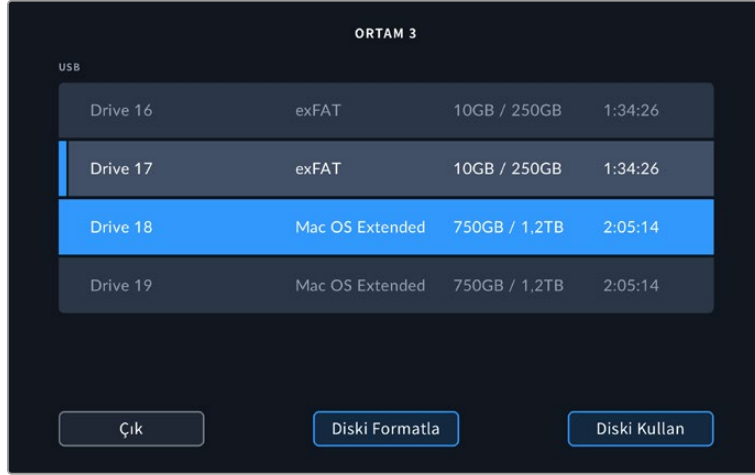 ORTAM 3
USB
Drive 16 exFAT 10GB / 250GB 1:34:26
Drive 17 exFAT 10GB / 250GB 1:34:26
Drive 18 Mac OS Extended 750GB / 1,2TB 2:05:14
Drive 19 Mac OS Extended 750GB / 1,2TB 2:05:14
Çık Diski Formatla Diski Kullan